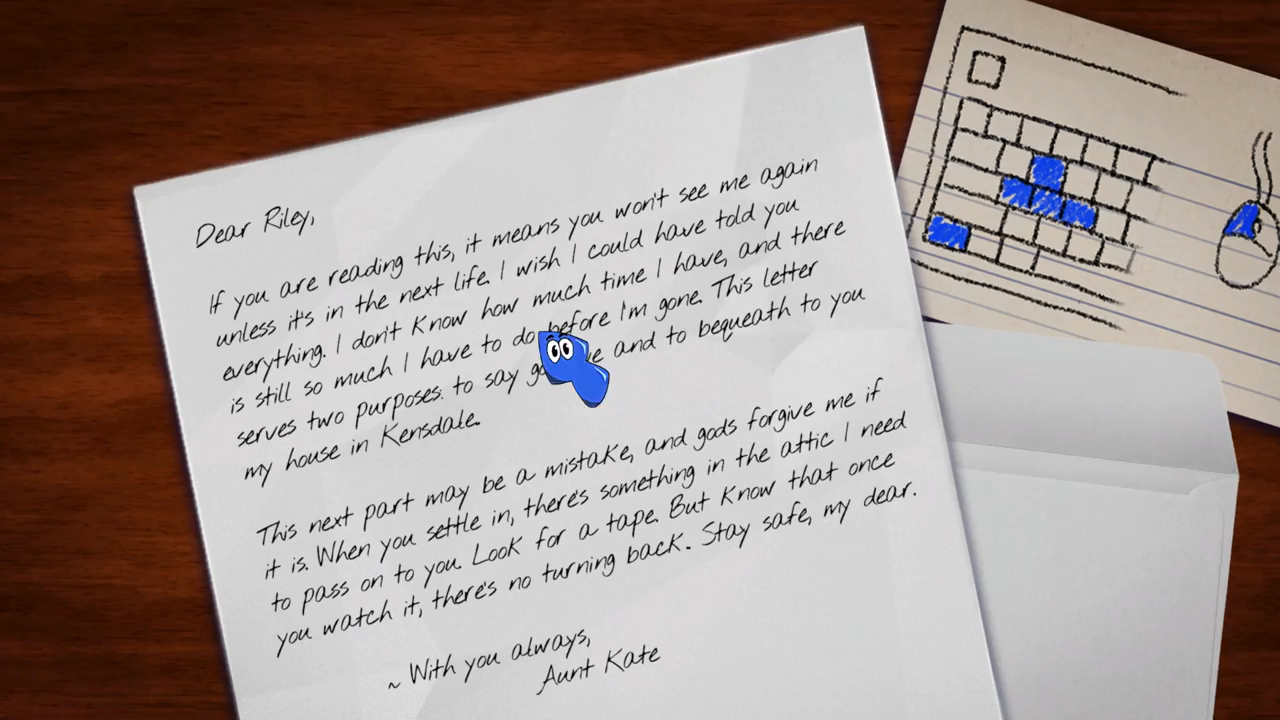 Dear Riley,
If you are reading this, it means you won't see me again
unless it's in the next life. I wish I could have told you
everything. I don't know how much time I have, and there
is still so much I have to do before I'm gone. This letter
serves two purposes: to say and to bequeath to you
my house in Kensdale.
This next part may be a mistake, and gods forgive me if
it is. When you settle in, there's something in the attic I need
to pass on to you. Look for a tape. But know that once
you watch it, there's no turning back. Stay safe, my dear.
~ With you always,
Aunt Kate